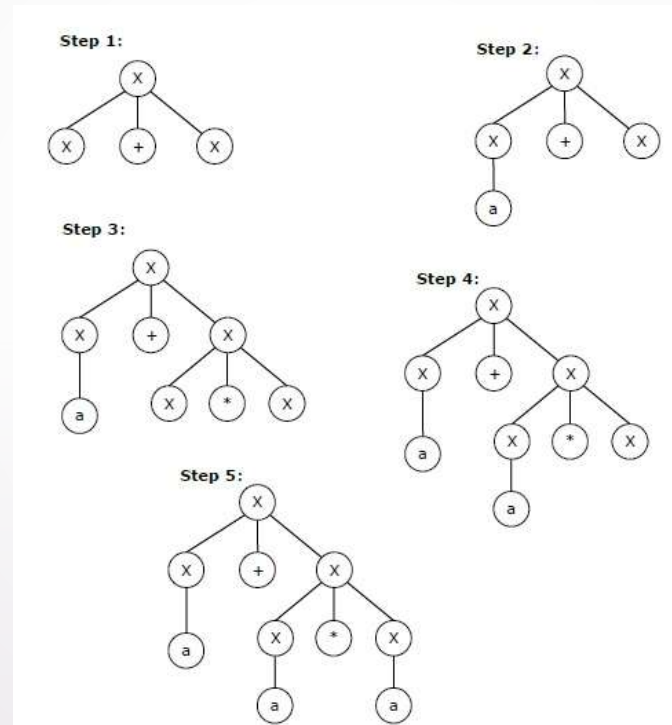 Step 1:
X
X + X
Step 2:
X
X + X
a
Step 3:
X
X + X
a X * X
Step 4:
X
X + X
a X * X
a
Step 5:
X
X + X
a X * X
a a